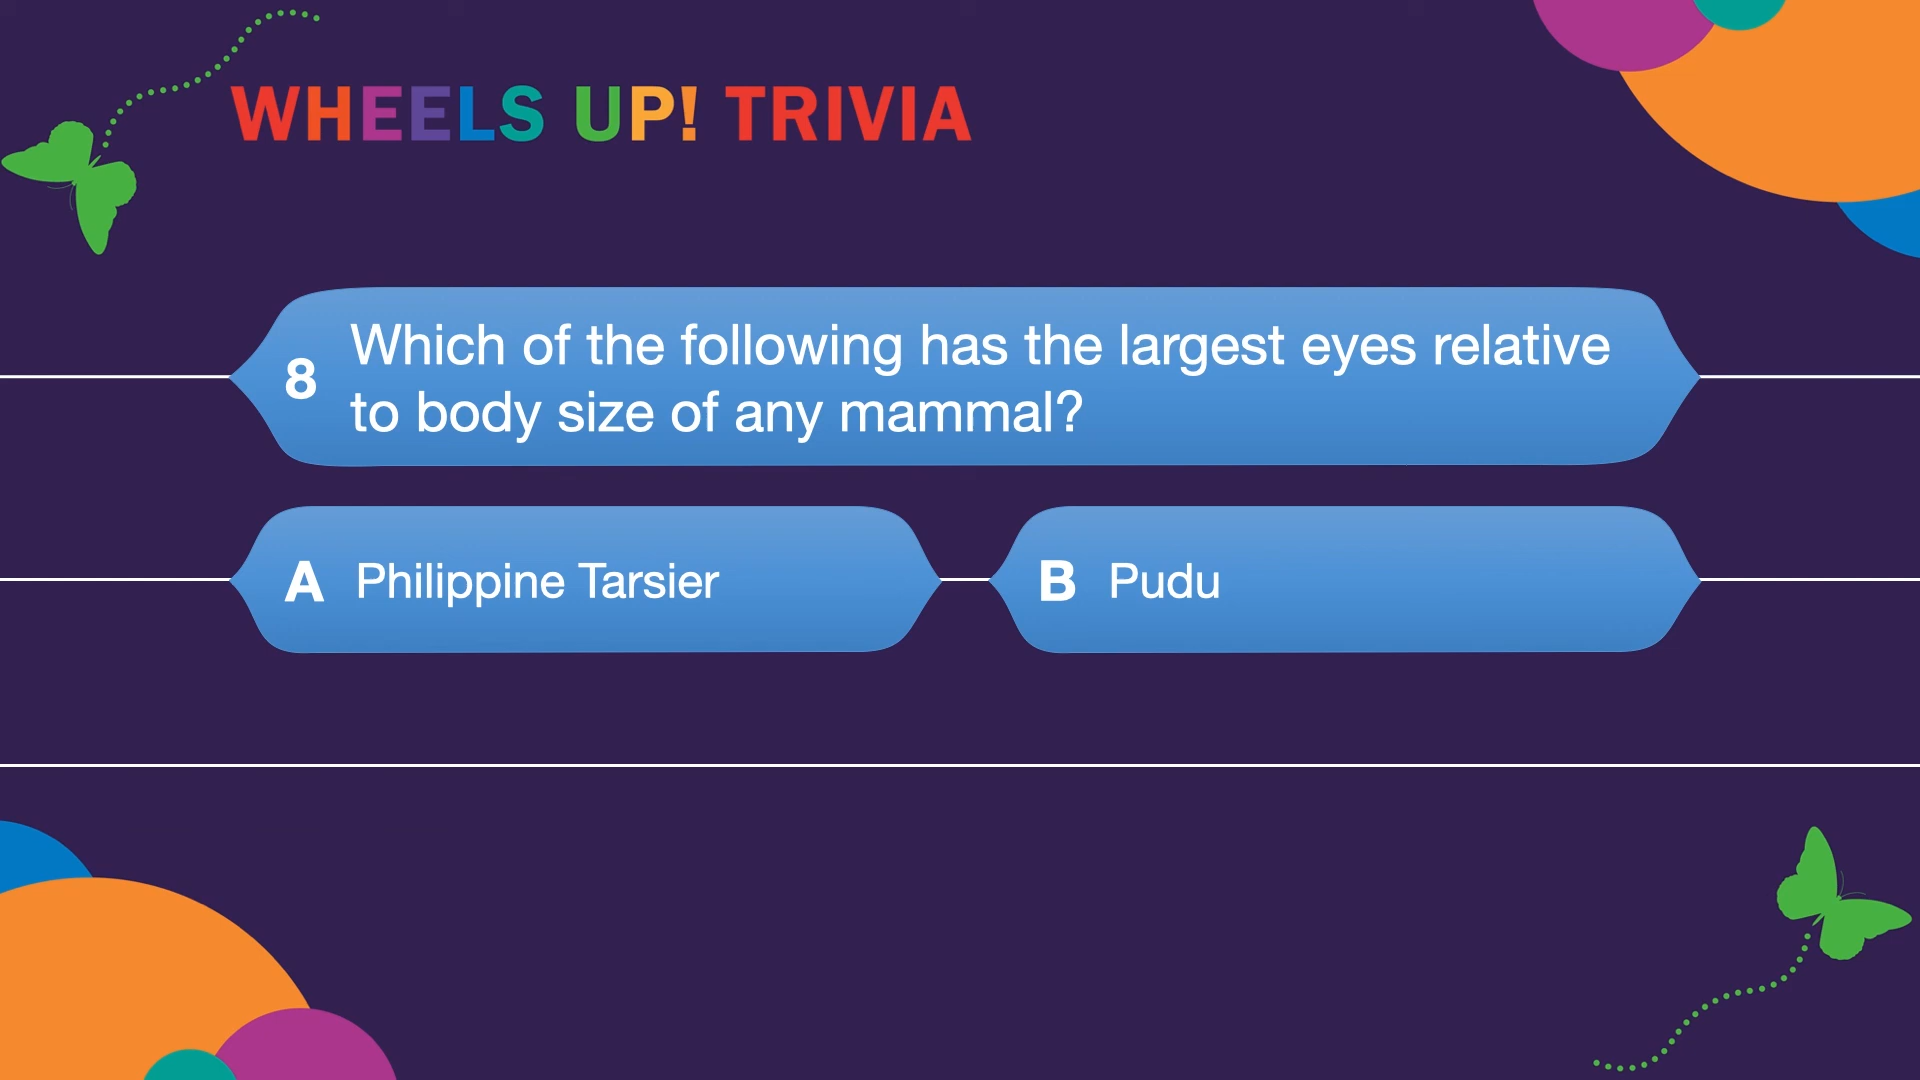 WHEELS UP! TRIVIA
8
Which of the following has the largest eyes relative
to body size of any mammal?
A Philippine Tarsier
B Pudu